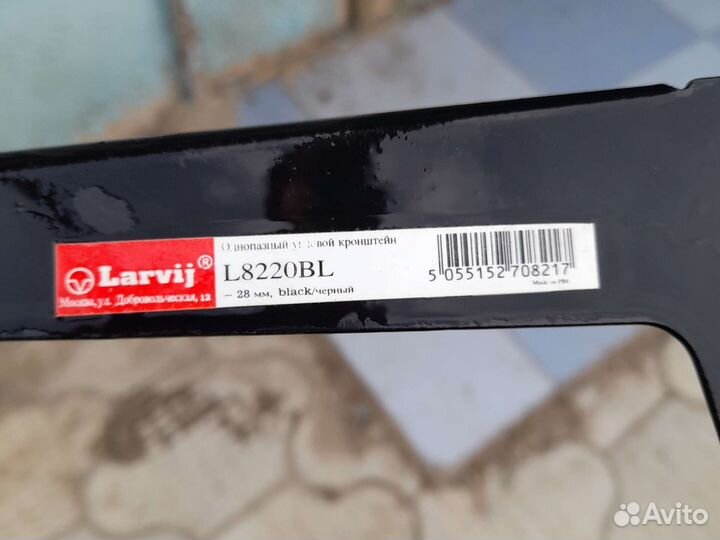 Larvij®
Москва, ул. Добровольческая, 12
Однопазный угловой кронштейн
L8220BL
– 28 мм, black/черный
5 055152 708217
Made in PRC
Avito